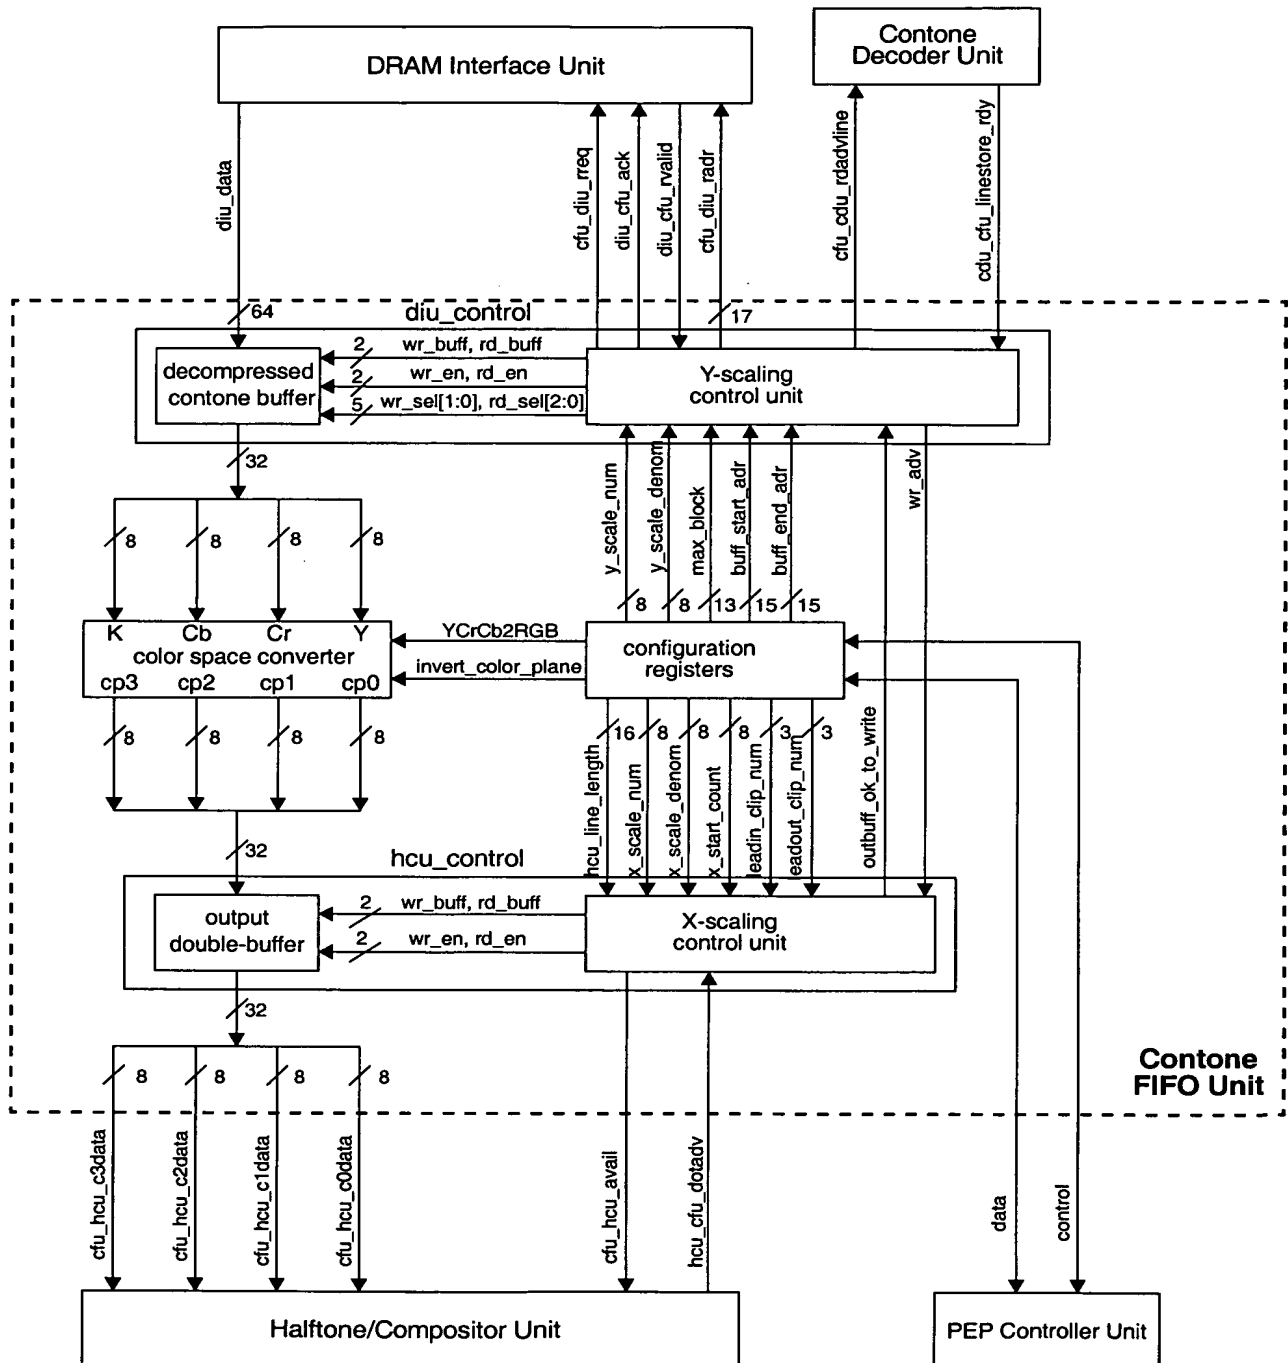 DRAM Interface Unit
Contone
Decoder Unit
diu_data
cfu_diu_rreq
diu_cfu_ack
diu_cfu_rvalid
cfu_diu_radr
cfu_cdu_rdadvline
cdu_cfu_linestore_rdy
64
diu_control
17
decompressed
contone buffer
2
wr_buff, rd_buff
2
wr_en, rd_en
5
wr_sel[1:0], rd_sel[2:0]
Y-scaling
control unit
32
8
8
8
8
y_scale_num
y_scale_denom
max_block
buff_start_adr
buff_end_adr
wr_adv
8
8
13
15
15
K
Cb
Cr
Y
color space converter
cp3
cp2
cp1
cp0
YCrCb2RGB
invert_color_plane
configuration
registers
8
8
8
8
16
8
8
8
3
3
hcu_line_length
x_scale_num
x_scale_denom
x_start_count
leadin_clip_num
leadout_clip_num
outbuff_ok_to_write
32
hcu_control
output
double-buffer
2
wr_buff, rd_buff
2
wr_en, rd_en
X-scaling
control unit
32
8
8
8
8
Contone
FIFO Unit
cfu_hcu_c3data
cfu_hcu_c2data
cfu_hcu_c1data
cfu_hcu_c0data
cfu_hcu_avail
hcu_cfu_dotadv
data
control
Halftone/Compositor Unit
PEP Controller Unit